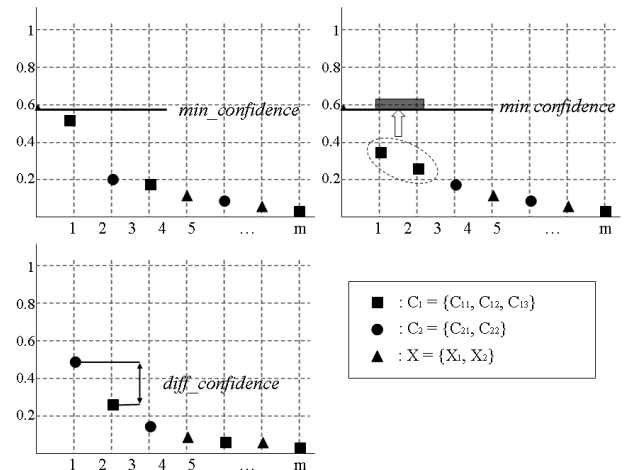 1
0.8
0.6
0.4
0.2
min_confidence
1 2 3 4 5 … m
1
0.8
0.6
0.4
0.2
min confidence
1 2 3 4 5 … m
1
0.8
0.6
0.4
0.2
diff_confidence
1 2 3 4 5 … m
: C1 = {C11, C12, C13}
: C2 = {C21, C22}
: X = {X1, X2}